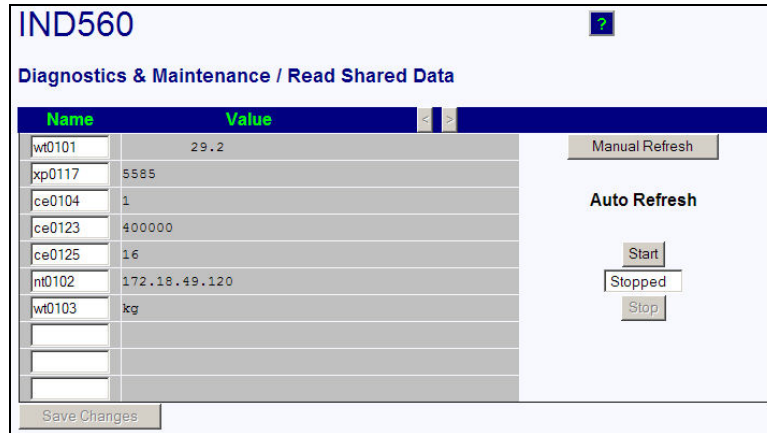 IND560 ?
Diagnostics & Maintenance / Read Shared Data
Name Value < >
wt0101 29.2 Manual Refresh
xp0117 5585
ce0104 1 Auto Refresh
ce0123 400000
ce0125 16 Start
nt0102 172.18.49.120 Stopped
wt0103 kg Stop
Save Changes